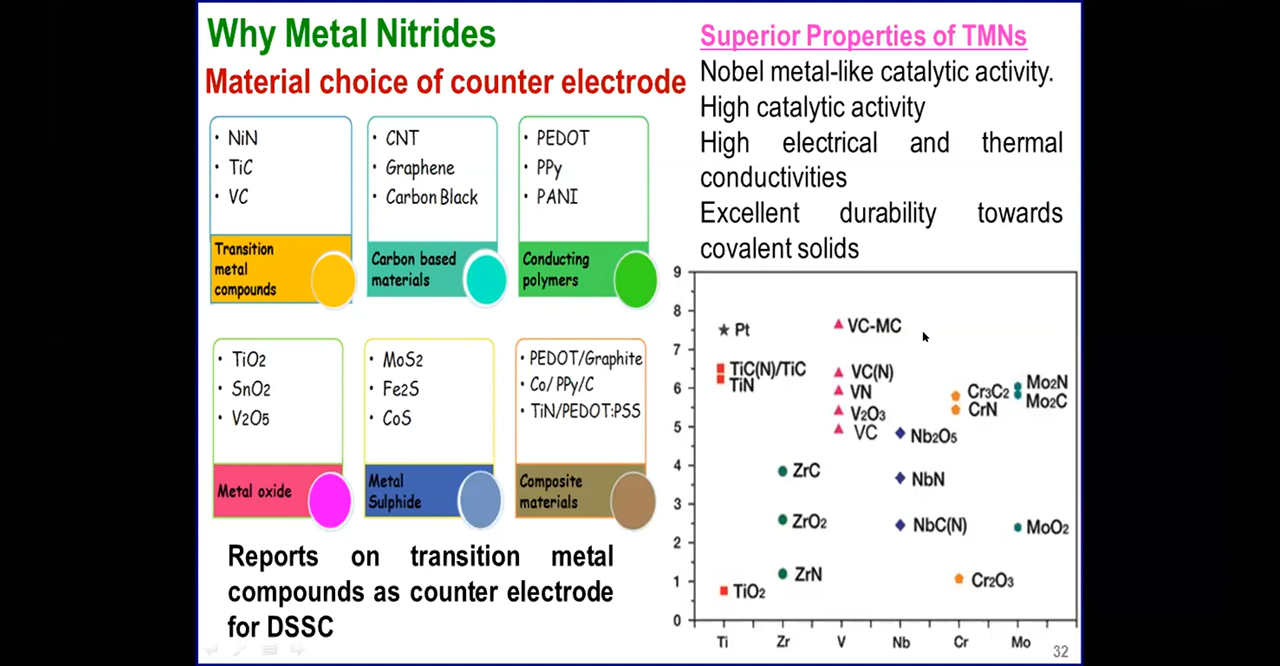 Why Metal Nitrides
Material choice of counter electrode
• NiN
• TiC
• VC
Transition
metal
compounds
• CNT
• Graphene
• Carbon Black
Carbon based
materials
• PEDOT
• PPy
• PANI
Conducting
polymers
• TiO2
• SnO2
• V2O5
Metal oxide
• MoS2
• Fe2S
• CoS
Metal
Sulphide
• PEDOT/Graphite
• Co/ PPy/C
• TiN/PEDOT:PSS
Composite
materials
Reports on transition metal
compounds as counter electrode
for DSSC
Superior Properties of TMNs
Nobel metal-like catalytic activity.
High catalytic activity
High electrical and thermal
conductivities
Excellent durability towards
covalent solids
9
8
7
6
5
4
3
2
1
0
Pt
TiC(N)/TiC
TiN
TiO2
ZrC
ZrO2
ZrN
VC-MC
VC(N)
VN
V2O3
VC
Nb2O5
NbN
NbC(N)
Cr3C2
CrN
Cr2O3
Mo2N
Mo2C
MoO2
Ti Zr V Nb Cr Mo
32